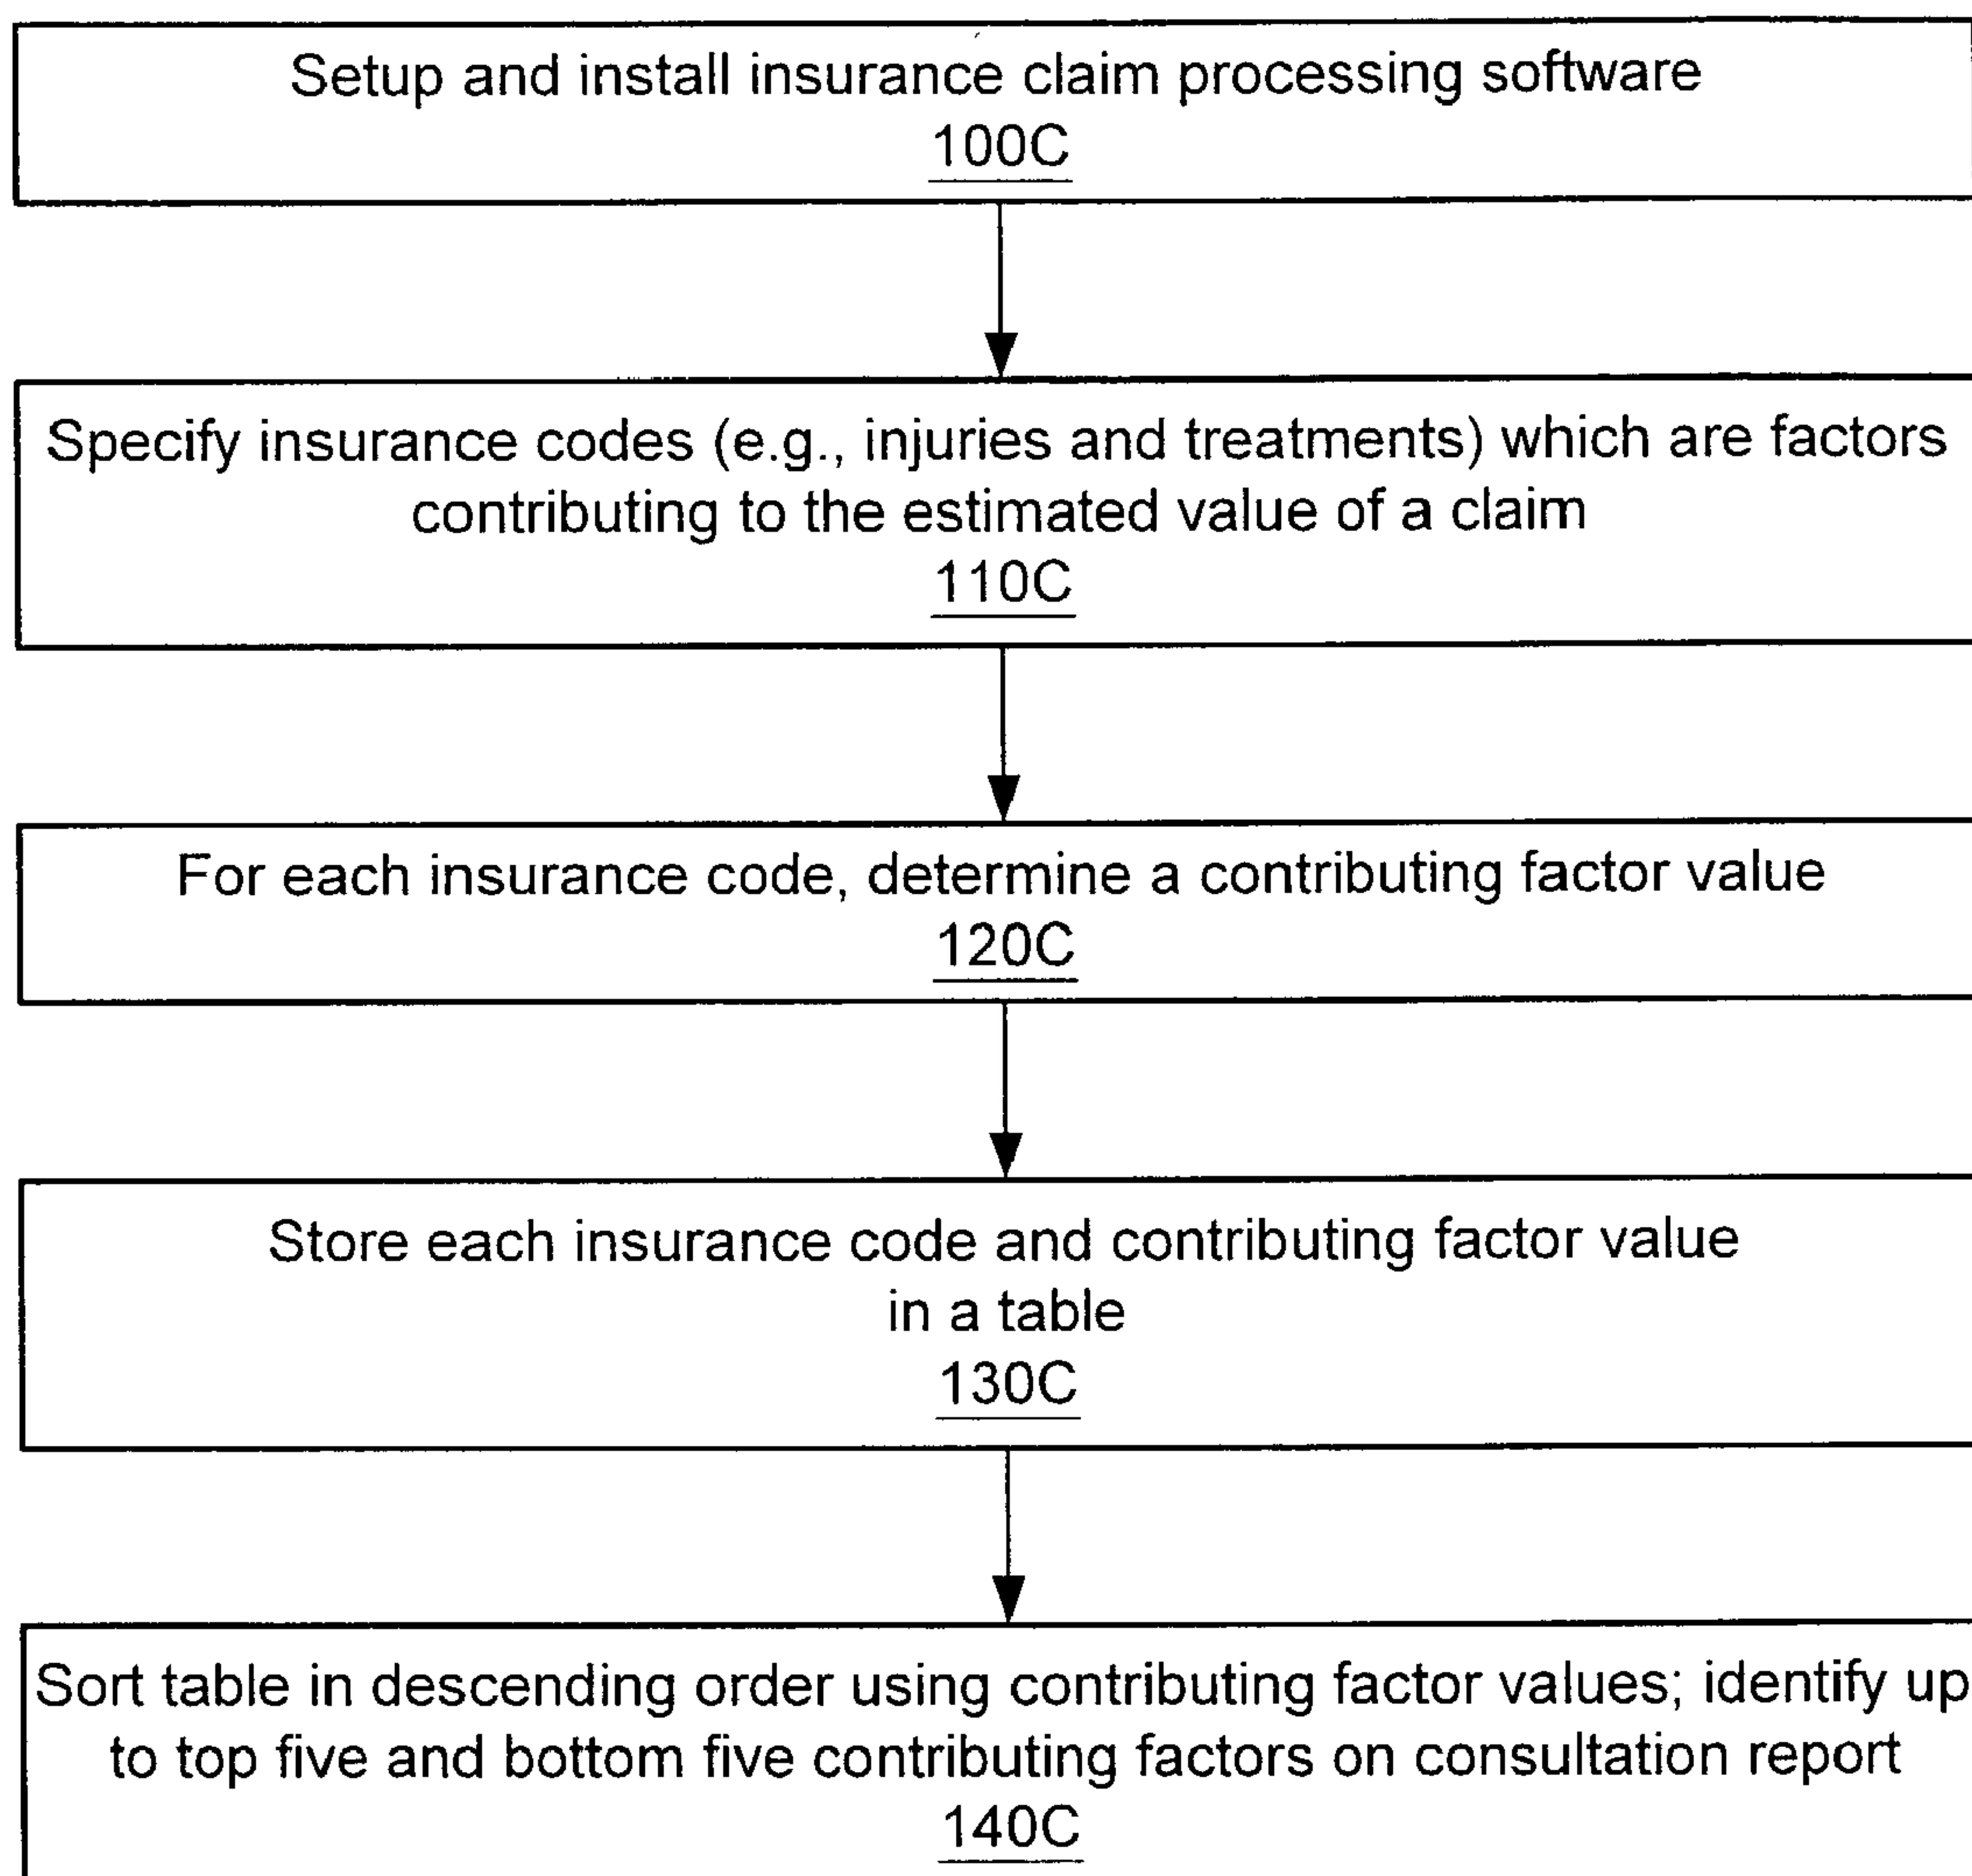 Setup and install insurance claim processing software
100C
Specify insurance codes (e.g., injuries and treatments) which are factors
contributing to the estimated value of a claim
110C
For each insurance code, determine a contributing factor value
120C
Store each insurance code and contributing factor value
in a table
130C
Sort table in descending order using contributing factor values; identify up
to top five and bottom five contributing factors on consultation report
140C